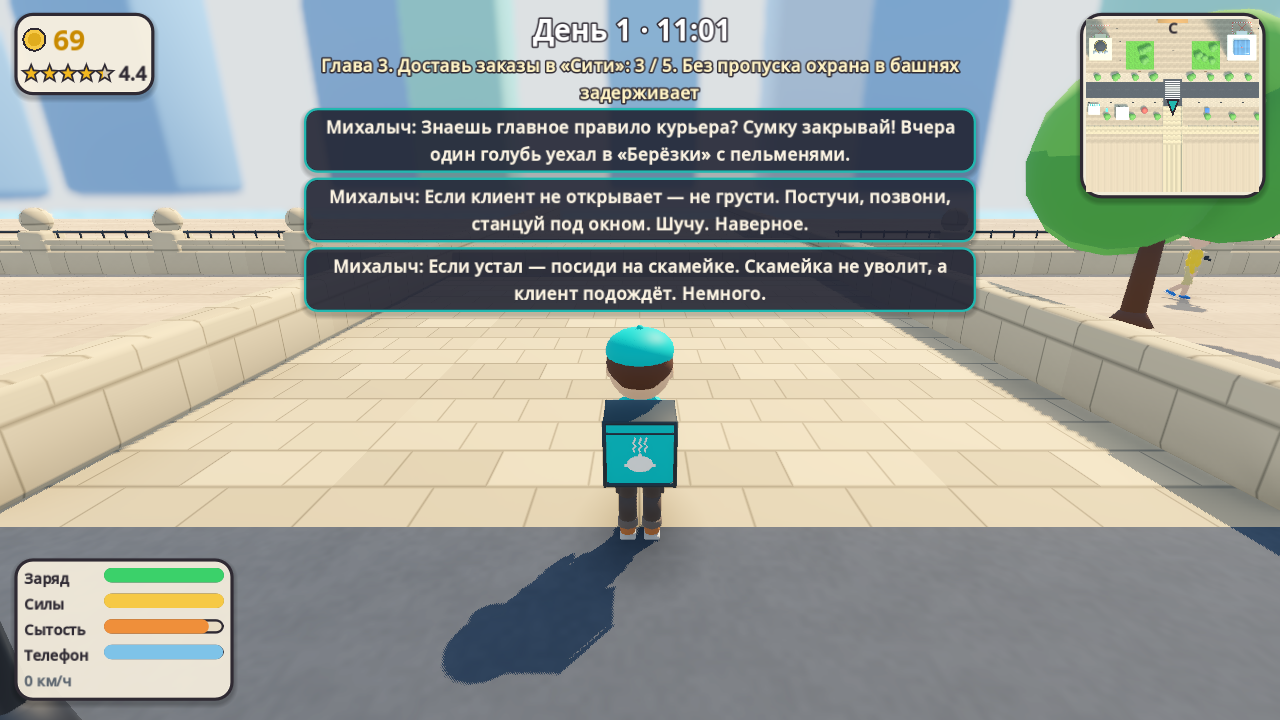 69
4.4
День 1 · 11:01
Глава 3. Доставь заказы в «Сити»: 3 / 5. Без пропуска охрана в башнях
задерживает
Михалыч: Знаешь главное правило курьера? Сумку закрывай! Вчера
один голубь уехал в «Берёзки» с пельменями.
Михалыч: Если клиент не открывает — не грусти. Постучи, позвони,
станцуй под окном. Шучу. Наверное.
Михалыч: Если устал — посиди на скамейке. Скамейка не уволит, а
клиент подождёт. Немного.
С
Заряд
Силы
Сытость
Телефон
0 км/ч